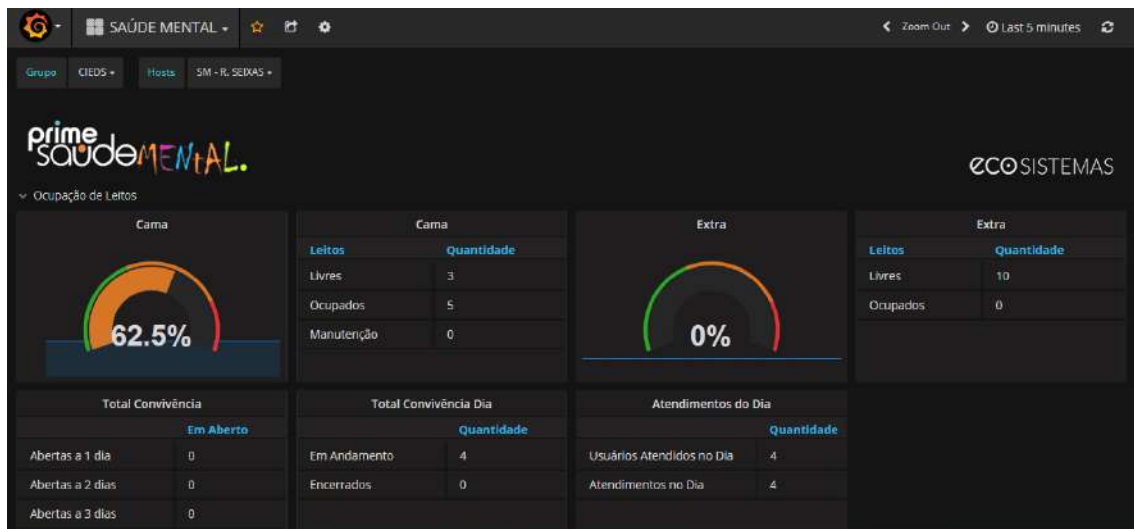 SAÚDE MENTAL
Zoom Out
Last 5 minutes
Grupo CIEDS Hosts SM - R. SEIXAS
prime
saúdeMENtAL.
ecoSISTEMAS
Ocupação de Leitos
Cama
62.5%
Cama
Leitos Quantidade
Livres 3
Ocupados 5
Manutenção 0
Extra
0%
Extra
Leitos Quantidade
Livres 10
Ocupados 0
Total Convivência
Em Aberto
Abertas a 1 dia 0
Abertas a 2 dias 0
Abertas a 3 dias 0
Total Convivência Dia
Quantidade
Em Andamento 4
Encerrados 0
Atendimentos do Dia
Quantidade
Usuários Atendidos no Dia 4
Atendimentos no Dia 4